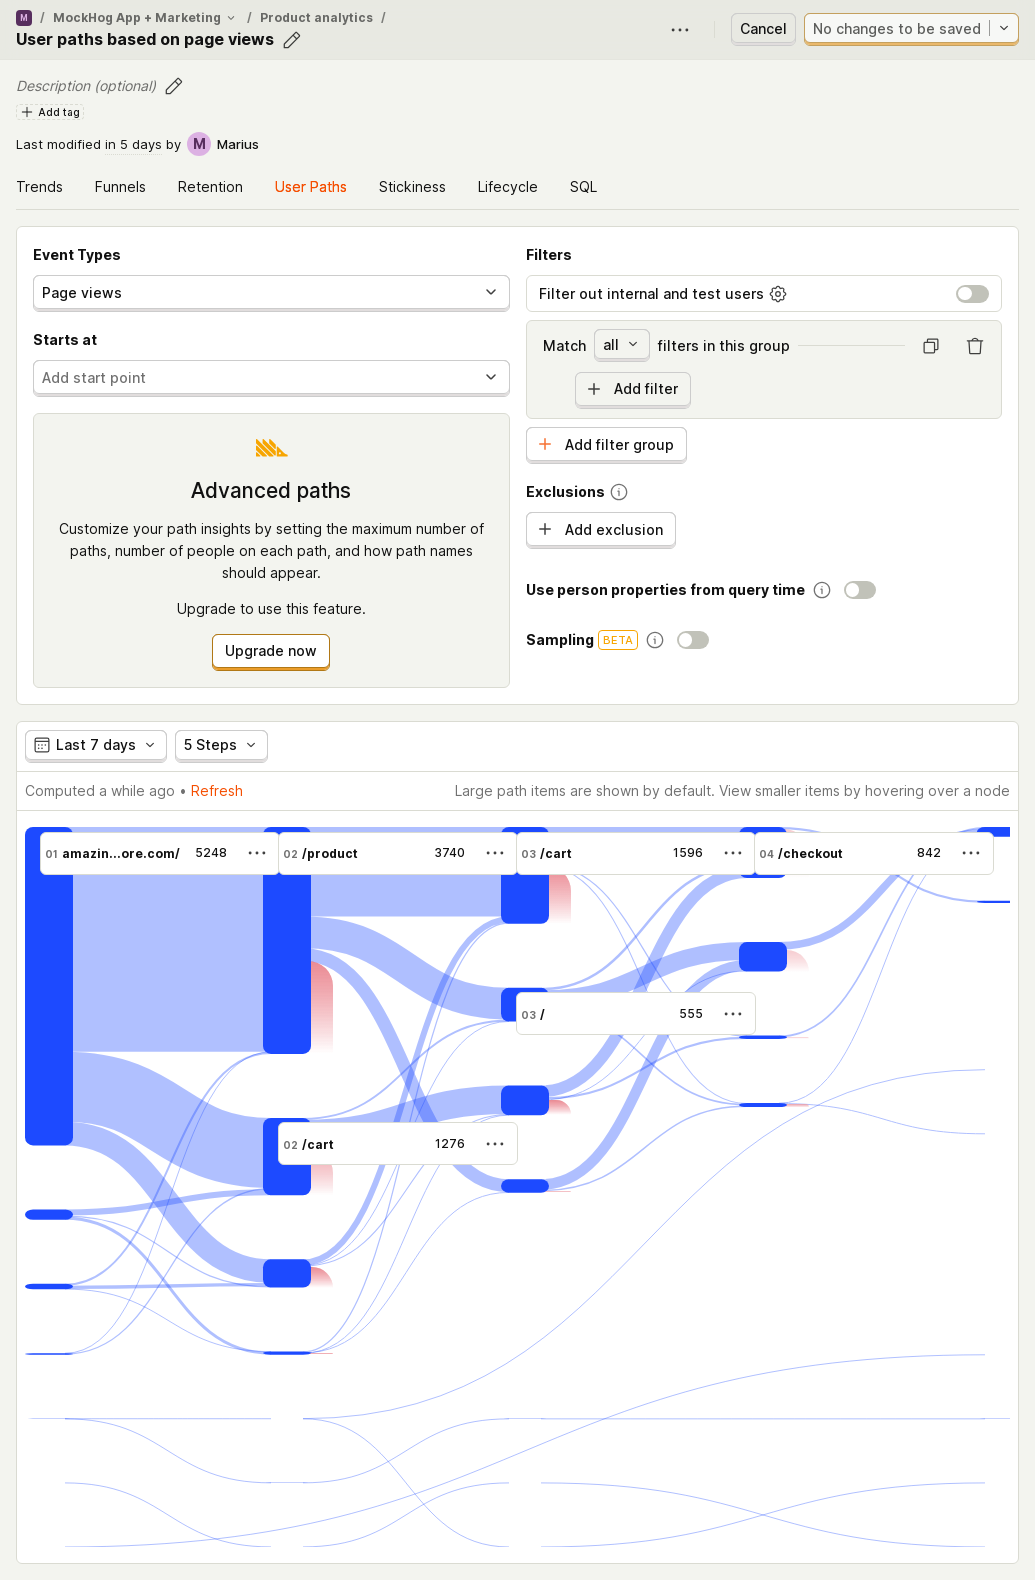 M / MockHog App + Marketing / Product analytics /
User paths based on page views
Cancel
No changes to be saved
Description (optional)
Add tag
Last modified in 5 days by M Marius
Trends Funnels Retention User Paths Stickiness Lifecycle SQL
Event Types
Page views
Starts at
Add start point
Advanced paths
Customize your path insights by setting the maximum number of
paths, number of people on each path, and how path names
should appear.
Upgrade to use this feature.
Upgrade now
Filters
Filter out internal and test users
Match all filters in this group
Add filter
Add filter group
Exclusions
Add exclusion
Use person properties from query time
Sampling BETA
Last 7 days 5 Steps
Computed a while ago • Refresh
Large path items are shown by default. View smaller items by hovering over a node
01 amazin...ore.com/ 5248
02 /product 3740
03 /cart 1596
04 /checkout 842
03 / 555
02 /cart 1276